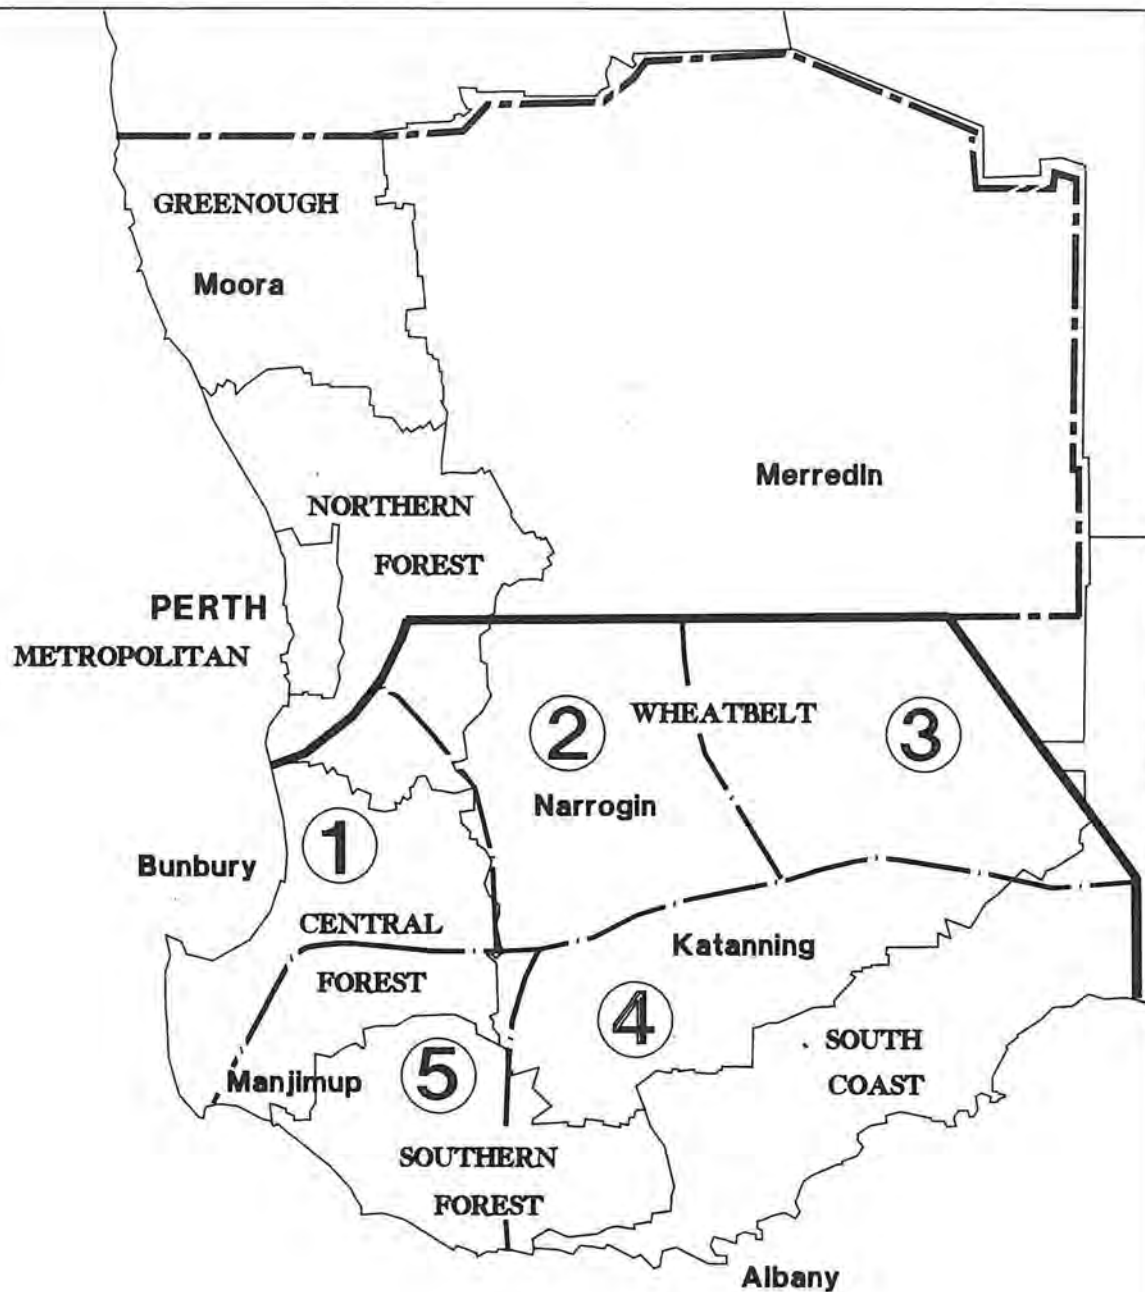 GREENOUGH
Moora
Merredin
NORTHERN
FOREST
PERTH
METROPOLITAN
2
WHEATBELT
3
Narrogin
1
Bunbury
CENTRAL
Katanning
FOREST
4
SOUTH
COAST
Manjimup
5
SOUTHERN
FOREST
Albany